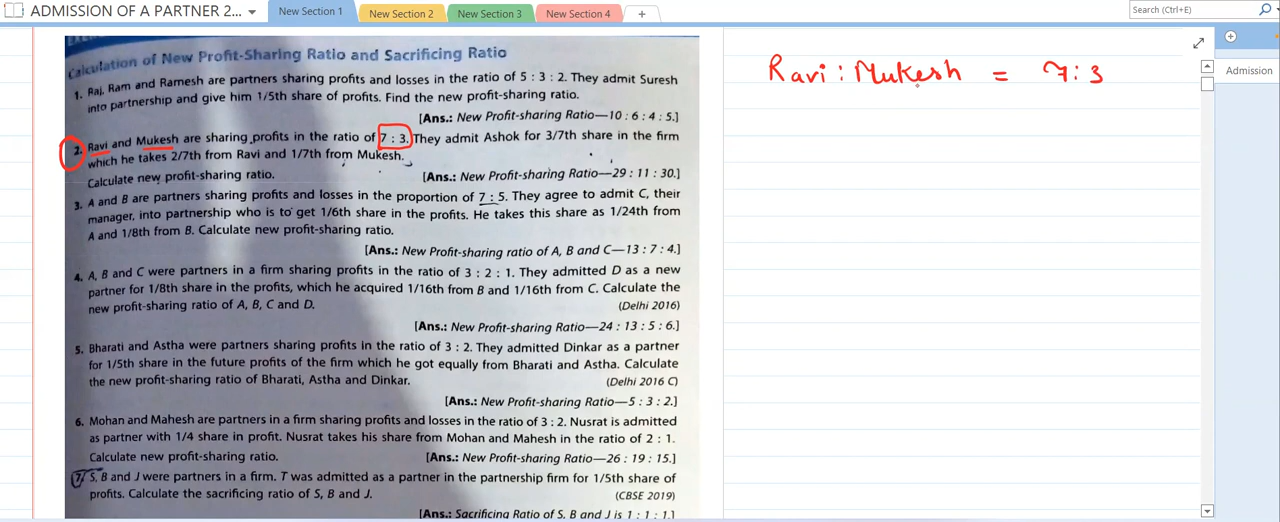 ADMISSION OF A PARTNER 2...
New Section 1
New Section 2
New Section 3
New Section 4
+
Search (Ctrl+E)
Calculation of New Profit-Sharing Ratio and Sacrificing Ratio
1. Raj, Ram and Ramesh are partners sharing profits and losses in the ratio of 5 : 3 : 2. They admit Suresh
into partnership and give him 1/5th share of profits. Find the new profit-sharing ratio.
[Ans.: New Profit-sharing Ratio—10 : 6 : 4 : 5.]
2. Ravi and Mukesh are sharing profits in the ratio of 7 : 3. They admit Ashok for 3/7th share in the firm
which he takes 2/7th from Ravi and 1/7th from Mukesh.
Calculate new profit-sharing ratio.
[Ans.: New Profit-sharing Ratio—29 : 11 : 30.]
3. A and B are partners sharing profits and losses in the proportion of 7 : 5. They agree to admit C, their
manager, into partnership who is to get 1/6th share in the profits. He takes this share as 1/24th from
A and 1/8th from B. Calculate new profit-sharing ratio.
[Ans.: New Profit-sharing ratio of A, B and C—13 : 7 : 4.]
4. A, B and C were partners in a firm sharing profits in the ratio of 3 : 2 : 1. They admitted D as a new
partner for 1/8th share in the profits, which he acquired 1/16th from B and 1/16th from C. Calculate the
new profit-sharing ratio of A, B, C and D. (Delhi 2016)
[Ans.: New Profit-sharing Ratio—24 : 13 : 5 : 6.]
5. Bharati and Astha were partners sharing profits in the ratio of 3 : 2. They admitted Dinkar as a partner
for 1/5th share in the future profits of the firm which he got equally from Bharati and Astha. Calculate
the new profit-sharing ratio of Bharati, Astha and Dinkar. (Delhi 2016 C)
[Ans.: New Profit-sharing Ratio—5 : 3 : 2.]
6. Mohan and Mahesh are partners in a firm sharing profits and losses in the ratio of 3 : 2. Nusrat is admitted
as partner with 1/4 share in profit. Nusrat takes his share from Mohan and Mahesh in the ratio of 2 : 1.
Calculate new profit-sharing ratio. [Ans.: New Profit-sharing Ratio—26 : 19 : 15.]
7. S, B and J were partners in a firm. T was admitted as a partner in the partnership firm for 1/5th share of
profits. Calculate the sacrificing ratio of S, B and J. (CBSE 2019)
[Ans.: Sacrificing Ratio of S, B and J is 1 : 1 : 1.]
Ravi : Mukesh = 7 : 3
Admission